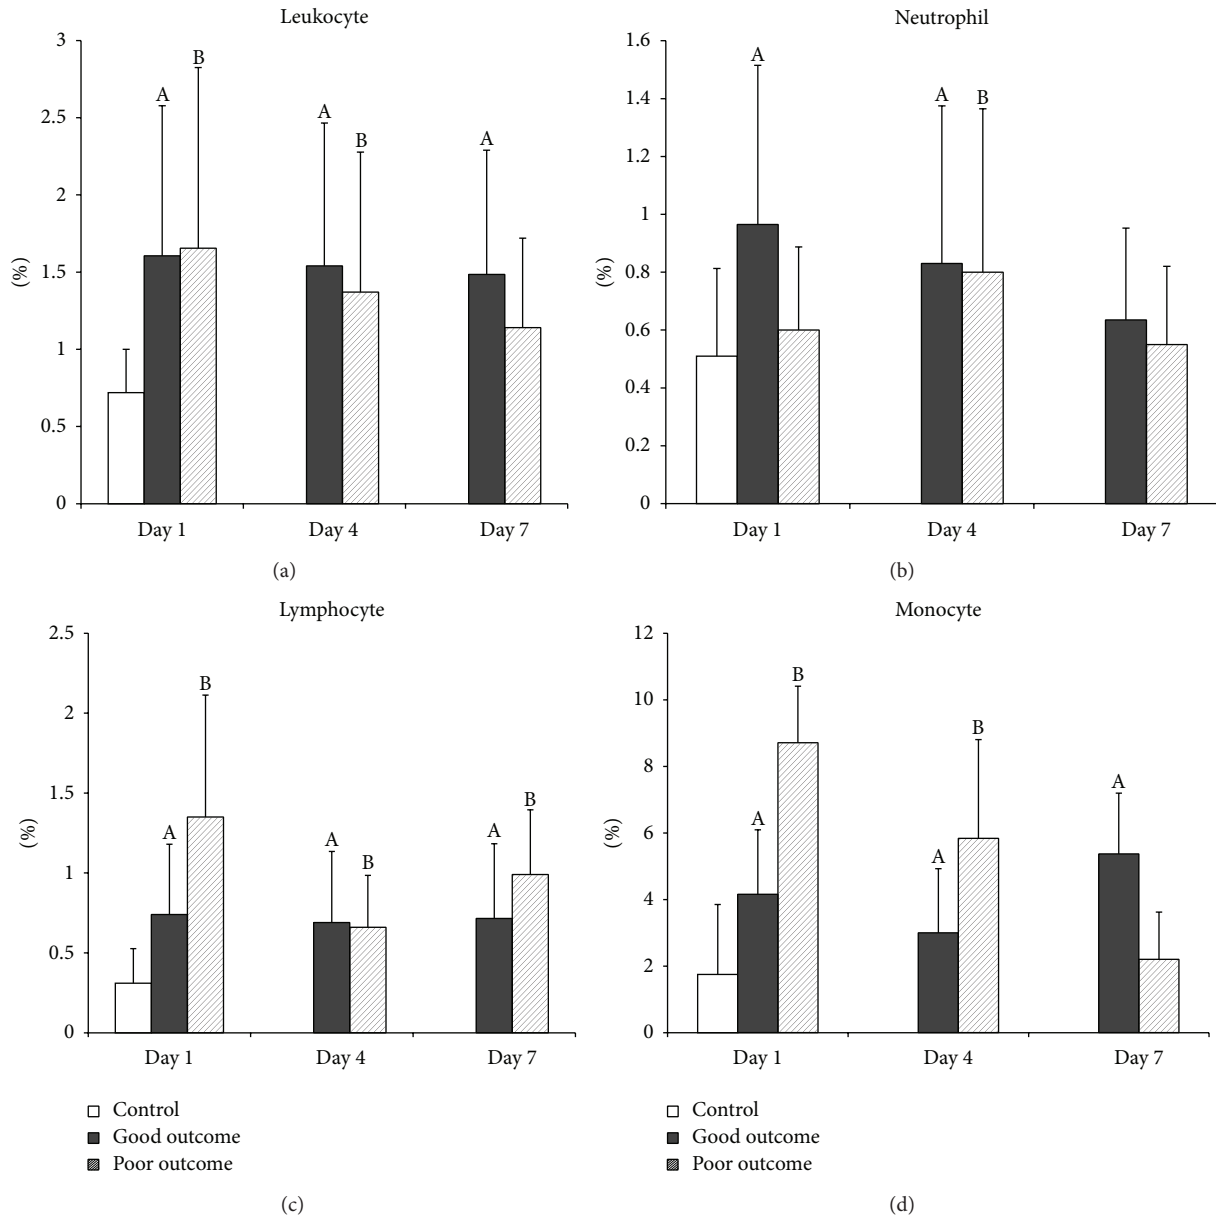 Leukocyte
3
2.5
2
1.5
1
0.5
0
(%)
A B
A B
A
Day 1 Day 4 Day 7
(a)
Neutrophil
1.6
1.4
1.2
1
0.8
0.6
0.4
0.2
0
(%)
A
A B
Day 1 Day 4 Day 7
(b)
Lymphocyte
2.5
2
1.5
1
0.5
0
(%)
A B
A B
A B
Day 1 Day 4 Day 7
Control
Good outcome
Poor outcome
(c)
Monocyte
12
10
8
6
4
2
0
(%)
A B
A B
A
Day 1 Day 4 Day 7
Control
Good outcome
Poor outcome
(d)